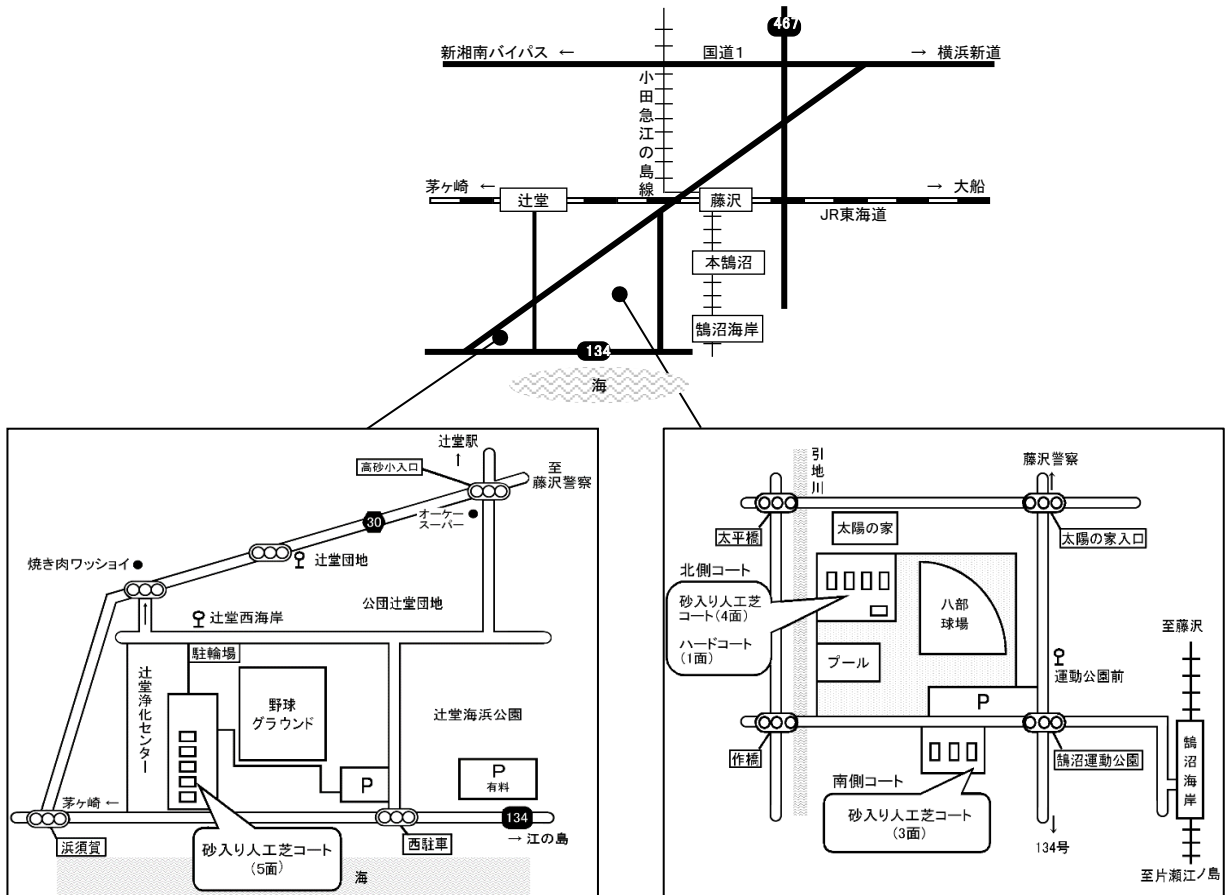 467
新湘南バイパス ←
国道1
→ 横浜新道
小田急江の島線
茅ヶ崎 ←
辻堂
藤沢
→ 大船
JR東海道
本鵠沼
鵠沼海岸
134
海
辻堂駅
↑
高砂小入口
至
藤沢警察
オーケー
スーパー
30
辻堂団地
焼き肉ワッショイ
辻堂西海岸
公団辻堂団地
駐輪場
辻堂浄化センター
野球
グラウンド
辻堂海浜公園
P
P
有料
茅ヶ崎 ←
134
→ 江の島
浜須賀
砂入り人工芝コート
(5面)
西駐車
海
引地川
藤沢警察
↑
太平橋
太陽の家
太陽の家入口
北側コート
砂入り人工芝
コート(4面)
ハードコート
(1面)
八部
球場
プール
至藤沢
運動公園前
P
作橋
鵠沼運動公園
鵠沼海岸
南側コート
砂入り人工芝コート
(3面)
↓
134号
至片瀬江ノ島